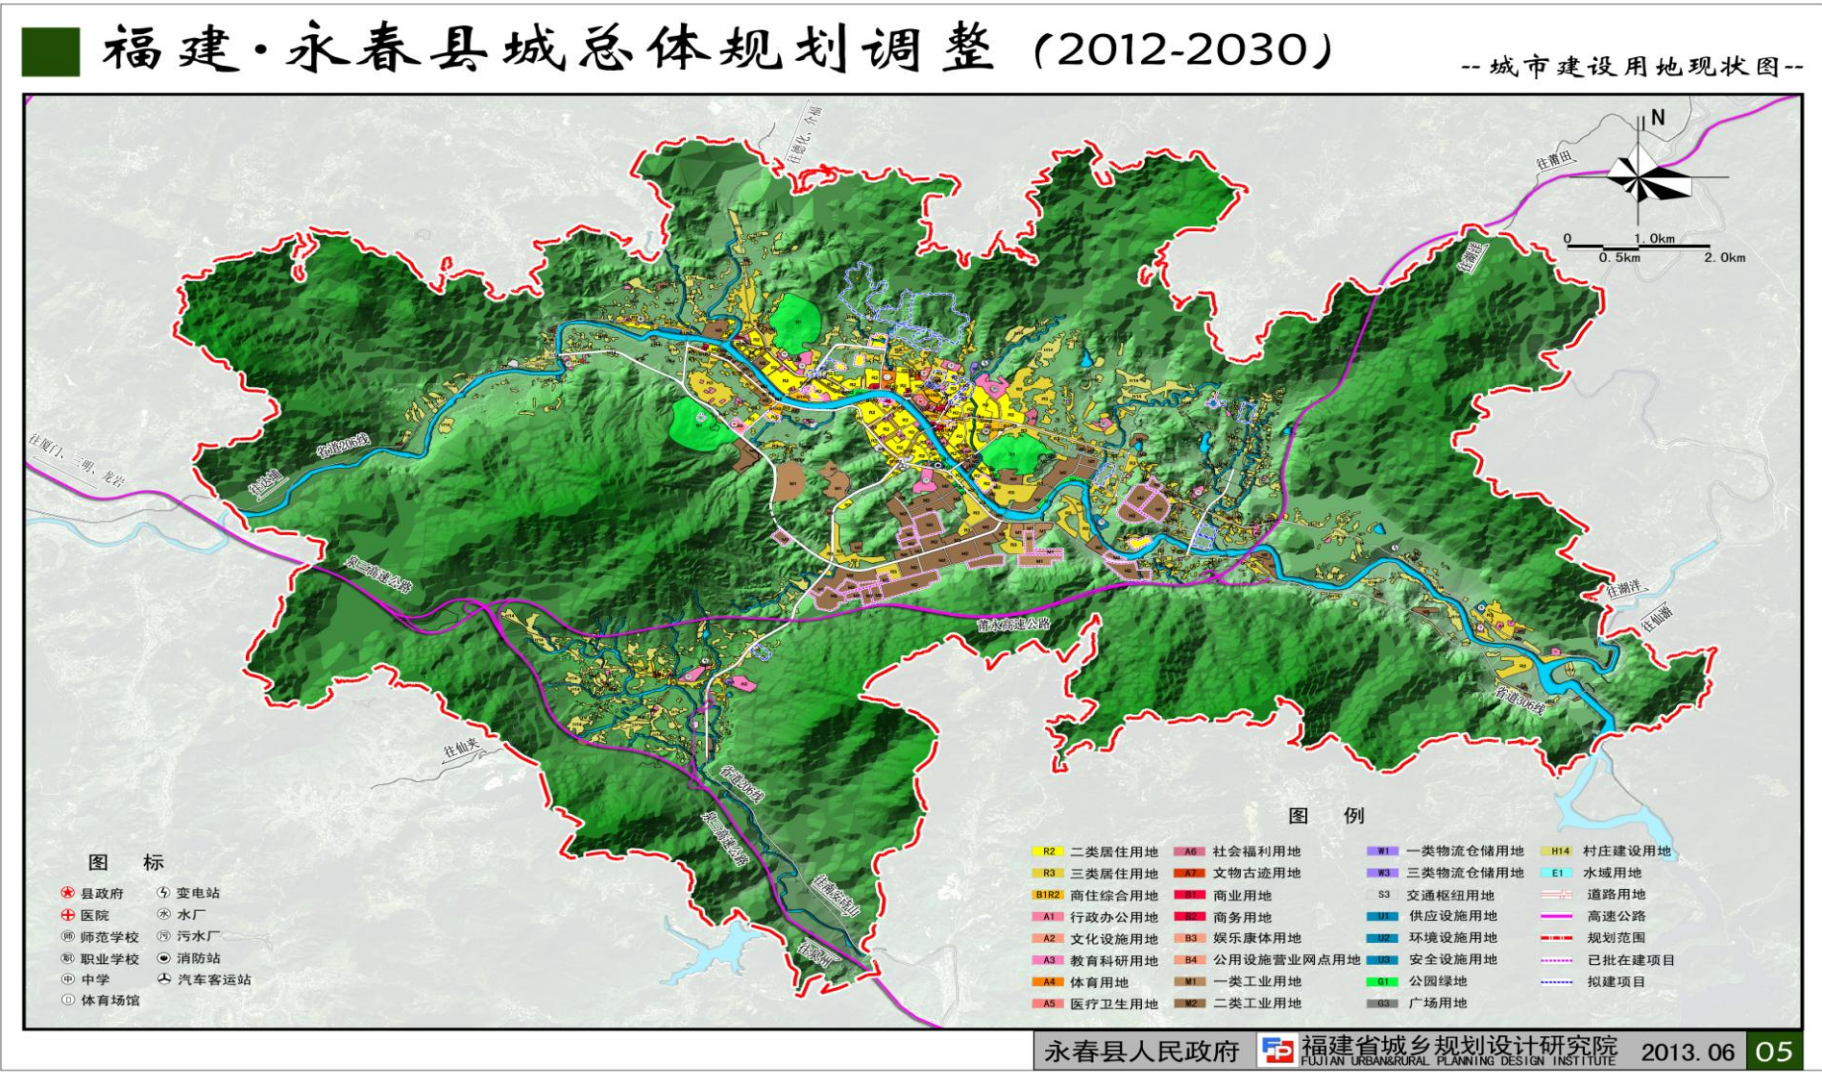 福建·永春县城总体规划调整（2012-2030）
--城市建设用地现状图--
N
0 1.0km
0.5km 2.0km
往德化、介福
往莆田
往湖洋
往厦门、三明、龙岩
省道206线
往达埔
泉三高速公路
莆永高速公路
往湖洋
往仙游
省道306线
往仙夹
省道206线
泉三高速公路
往南安诗山
往泉州
图 标
县政府 变电站
医院 水厂
师范学校 污水厂
职业学校 消防站
中学 汽车客运站
体育场馆
图 例
R2 二类居住用地 A6 社会福利用地 W1 一类物流仓储用地 H14 村庄建设用地
R3 三类居住用地 A7 文物古迹用地 W3 三类物流仓储用地 E1 水域用地
B1R2 商住综合用地 B1 商业用地 S3 交通枢纽用地 道路用地
A1 行政办公用地 B2 商务用地 U1 供应设施用地 高速公路
A2 文化设施用地 B3 娱乐康体用地 U2 环境设施用地 规划范围
A3 教育科研用地 B4 公用设施营业网点用地 U3 安全设施用地 已批在建项目
A4 体育用地 M1 一类工业用地 G1 公园绿地 拟建项目
A5 医疗卫生用地 M2 二类工业用地 G3 广场用地
永春县人民政府 福建省城乡规划设计研究院 2013.06 05
FUJIAN URBAN&RURAL PLANNING DESIGN INSTITUTE